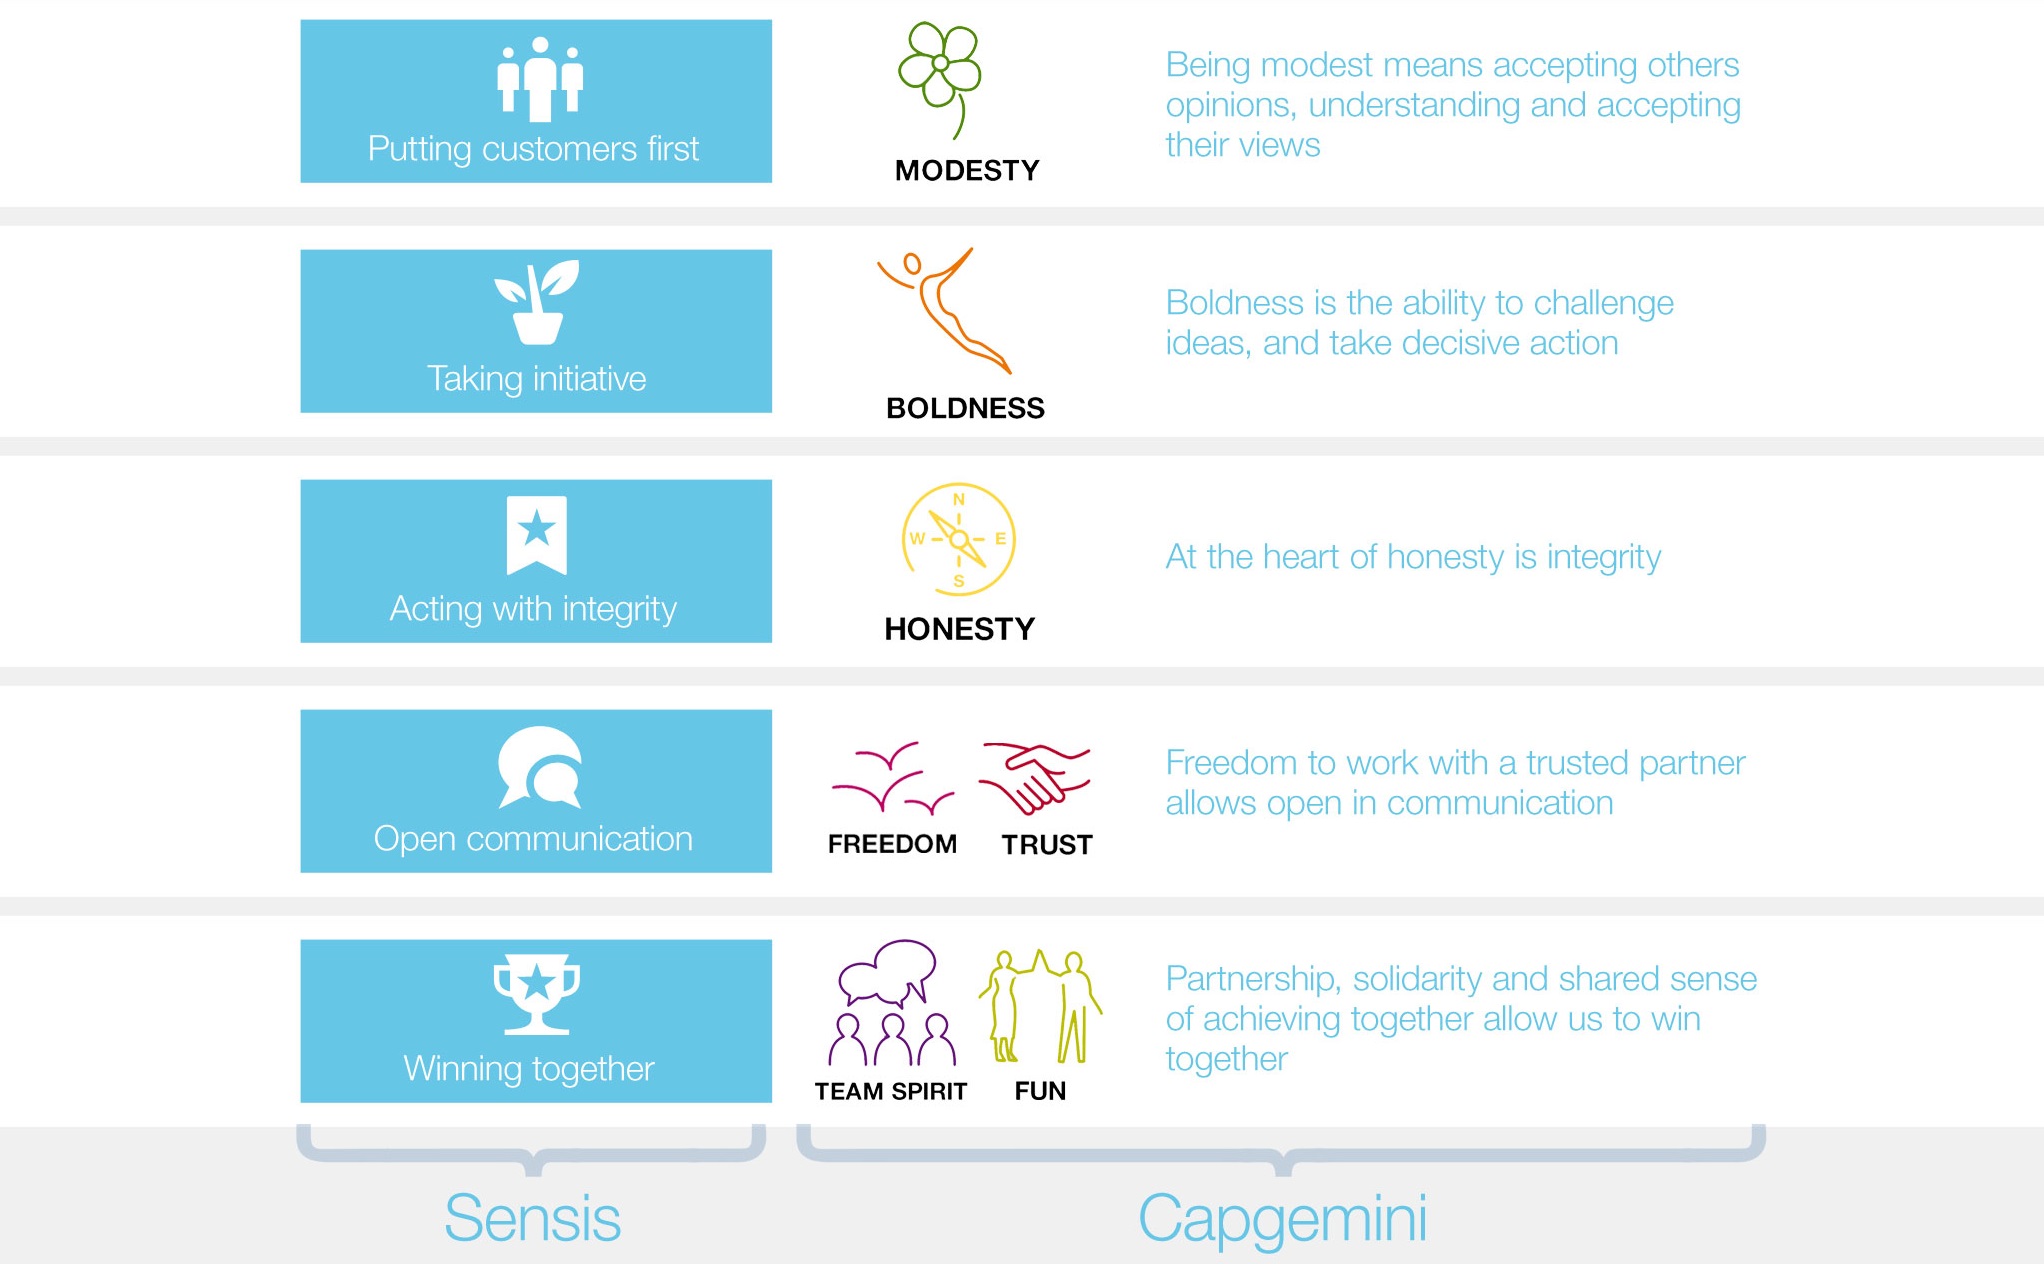 Putting customers first
MODESTY
Being modest means accepting others
opinions, understanding and accepting
their views
Taking initiative
BOLDNESS
Boldness is the ability to challenge
ideas, and take decisive action
Acting with integrity
N
W
E
S
HONESTY
At the heart of honesty is integrity
Open communication
FREEDOM
TRUST
Freedom to work with a trusted partner
allows open in communication
Winning together
TEAM SPIRIT
FUN
Partnership, solidarity and shared sense
of achieving together allow us to win
together
Sensis
Capgemini